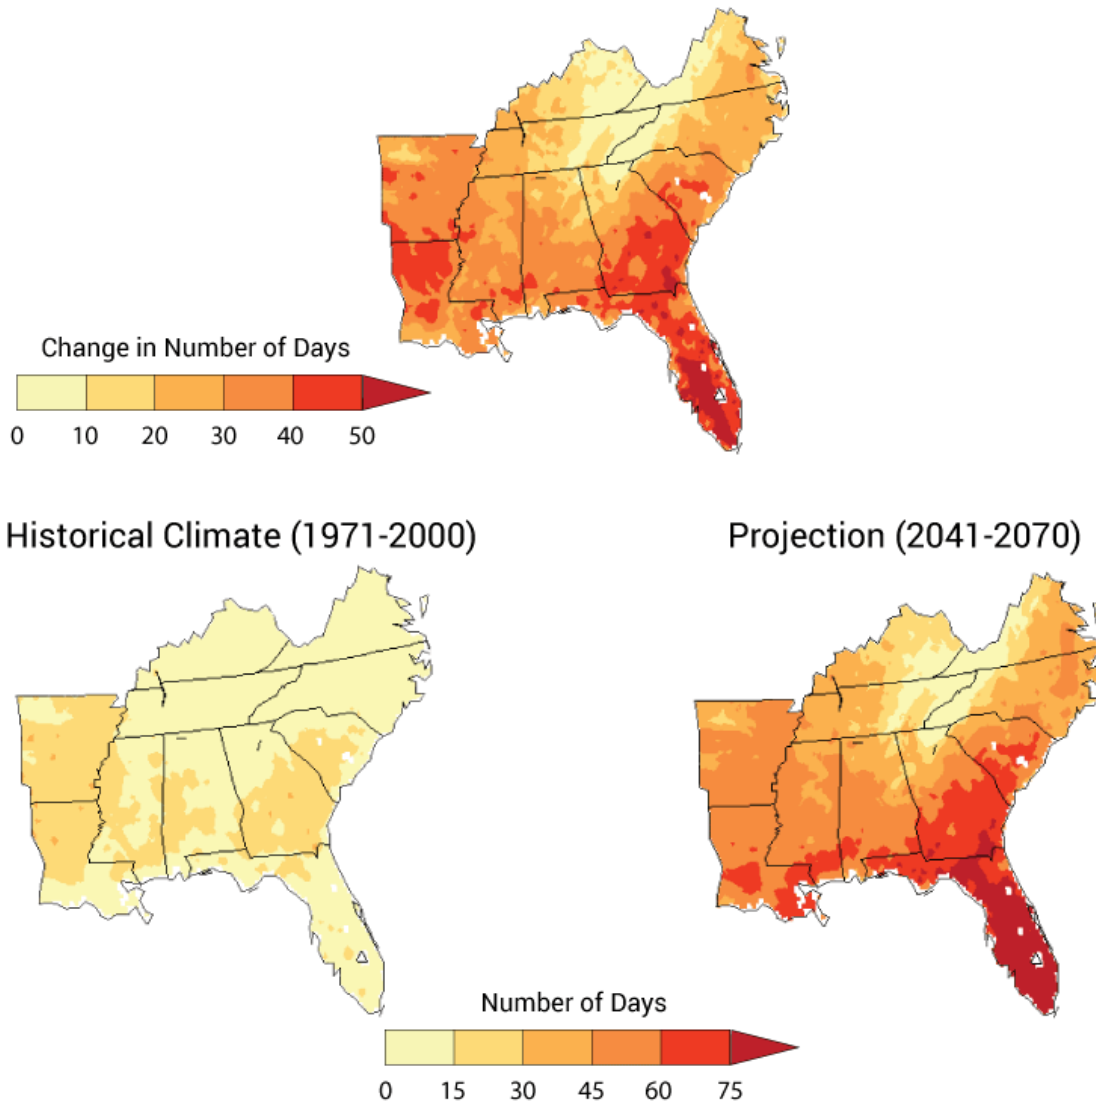 Change in Number of Days
0 10 20 30 40 50
Historical Climate (1971-2000)
Projection (2041-2070)
Number of Days
0 15 30 45 60 75